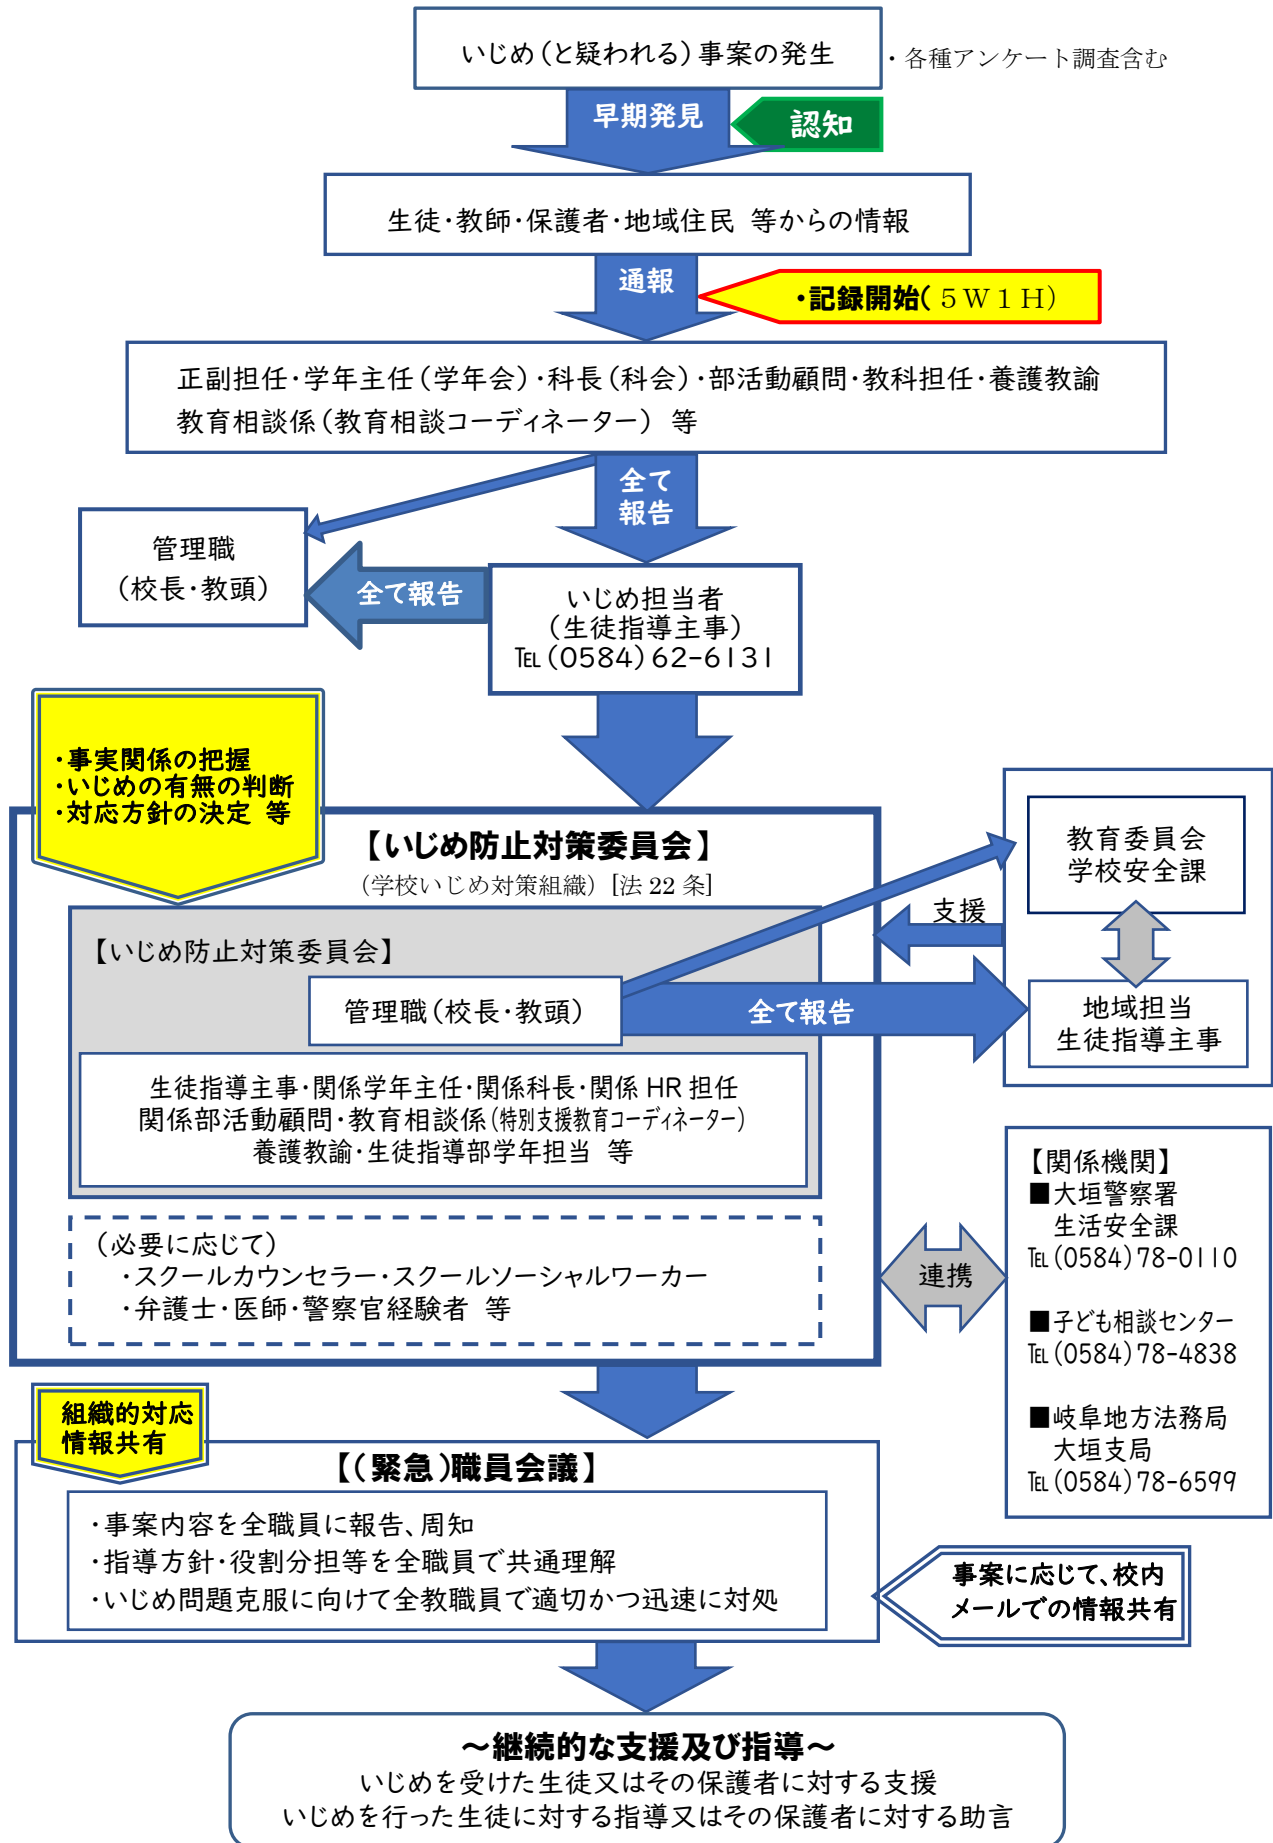 いじめ(と疑われる)事案の発生
・各種アンケート調査含む
早期発見
認知
生徒・教師・保護者・地域住民 等からの情報
通報
・記録開始(5W1H)
正副担任・学年主任(学年会)・科長(科会)・部活動顧問・教科担任・養護教諭
教育相談係(教育相談コーディネーター) 等
全て
報告
管理職
(校長・教頭)
全て報告
いじめ担当者
(生徒指導主事)
℡(0584)62-6131
・事実関係の把握
・いじめの有無の判断
・対応方針の決定 等
【いじめ防止対策委員会】
(学校いじめ対策組織) [法22条]
教育委員会
学校安全課
支援
【いじめ防止対策委員会】
管理職(校長・教頭)
全て報告
地域担当
生徒指導主事
生徒指導主事・関係学年主任・関係科長・関係HR担任
関係部活動顧問・教育相談係(特別支援教育コーディネーター)
養護教諭・生徒指導部学年担当 等
(必要に応じて)
・スクールカウンセラー・スクールソーシャルワーカー
・弁護士・医師・警察官経験者 等
連携
【関係機関】
■大垣警察署
生活安全課
℡(0584)78-0110
■子ども相談センター
℡(0584)78-4838
■岐阜地方法務局
大垣支局
℡(0584)78-6599
組織的対応
情報共有
【(緊急)職員会議】
・事案内容を全職員に報告、周知
・指導方針・役割分担等を全職員で共通理解
・いじめ問題克服に向けて全教職員で適切かつ迅速に対処
事案に応じて、校内
メールでの情報共有
～継続的な支援及び指導～
いじめを受けた生徒又はその保護者に対する支援
いじめを行った生徒に対する指導又はその保護者に対する助言